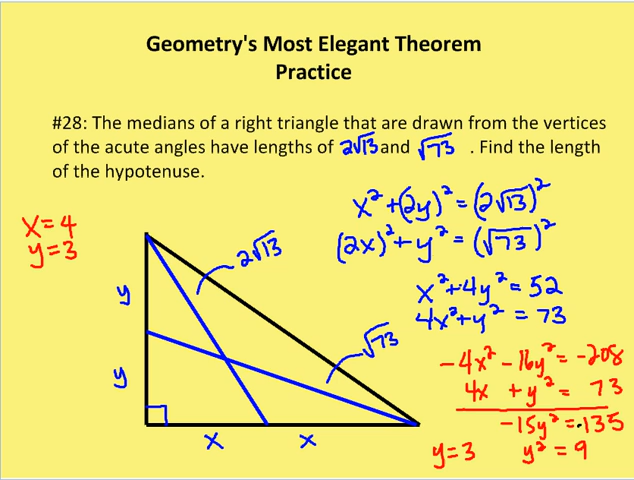 Geometry's Most Elegant Theorem
Practice
#28: The medians of a right triangle that are drawn from the vertices
of the acute angles have lengths of 2√13 and √73 . Find the length
of the hypotenuse.
x=4
y=3
x² + (2y)² = (2√13)²
(2x)² + y² = (√73)²
x² + 4y² = 52
4x² + y² = 73
-4x² - 16y² = -208
4x + y² = 73
-15y² = -135
y=3 y² = 9
2√13
√73
y
y
x x